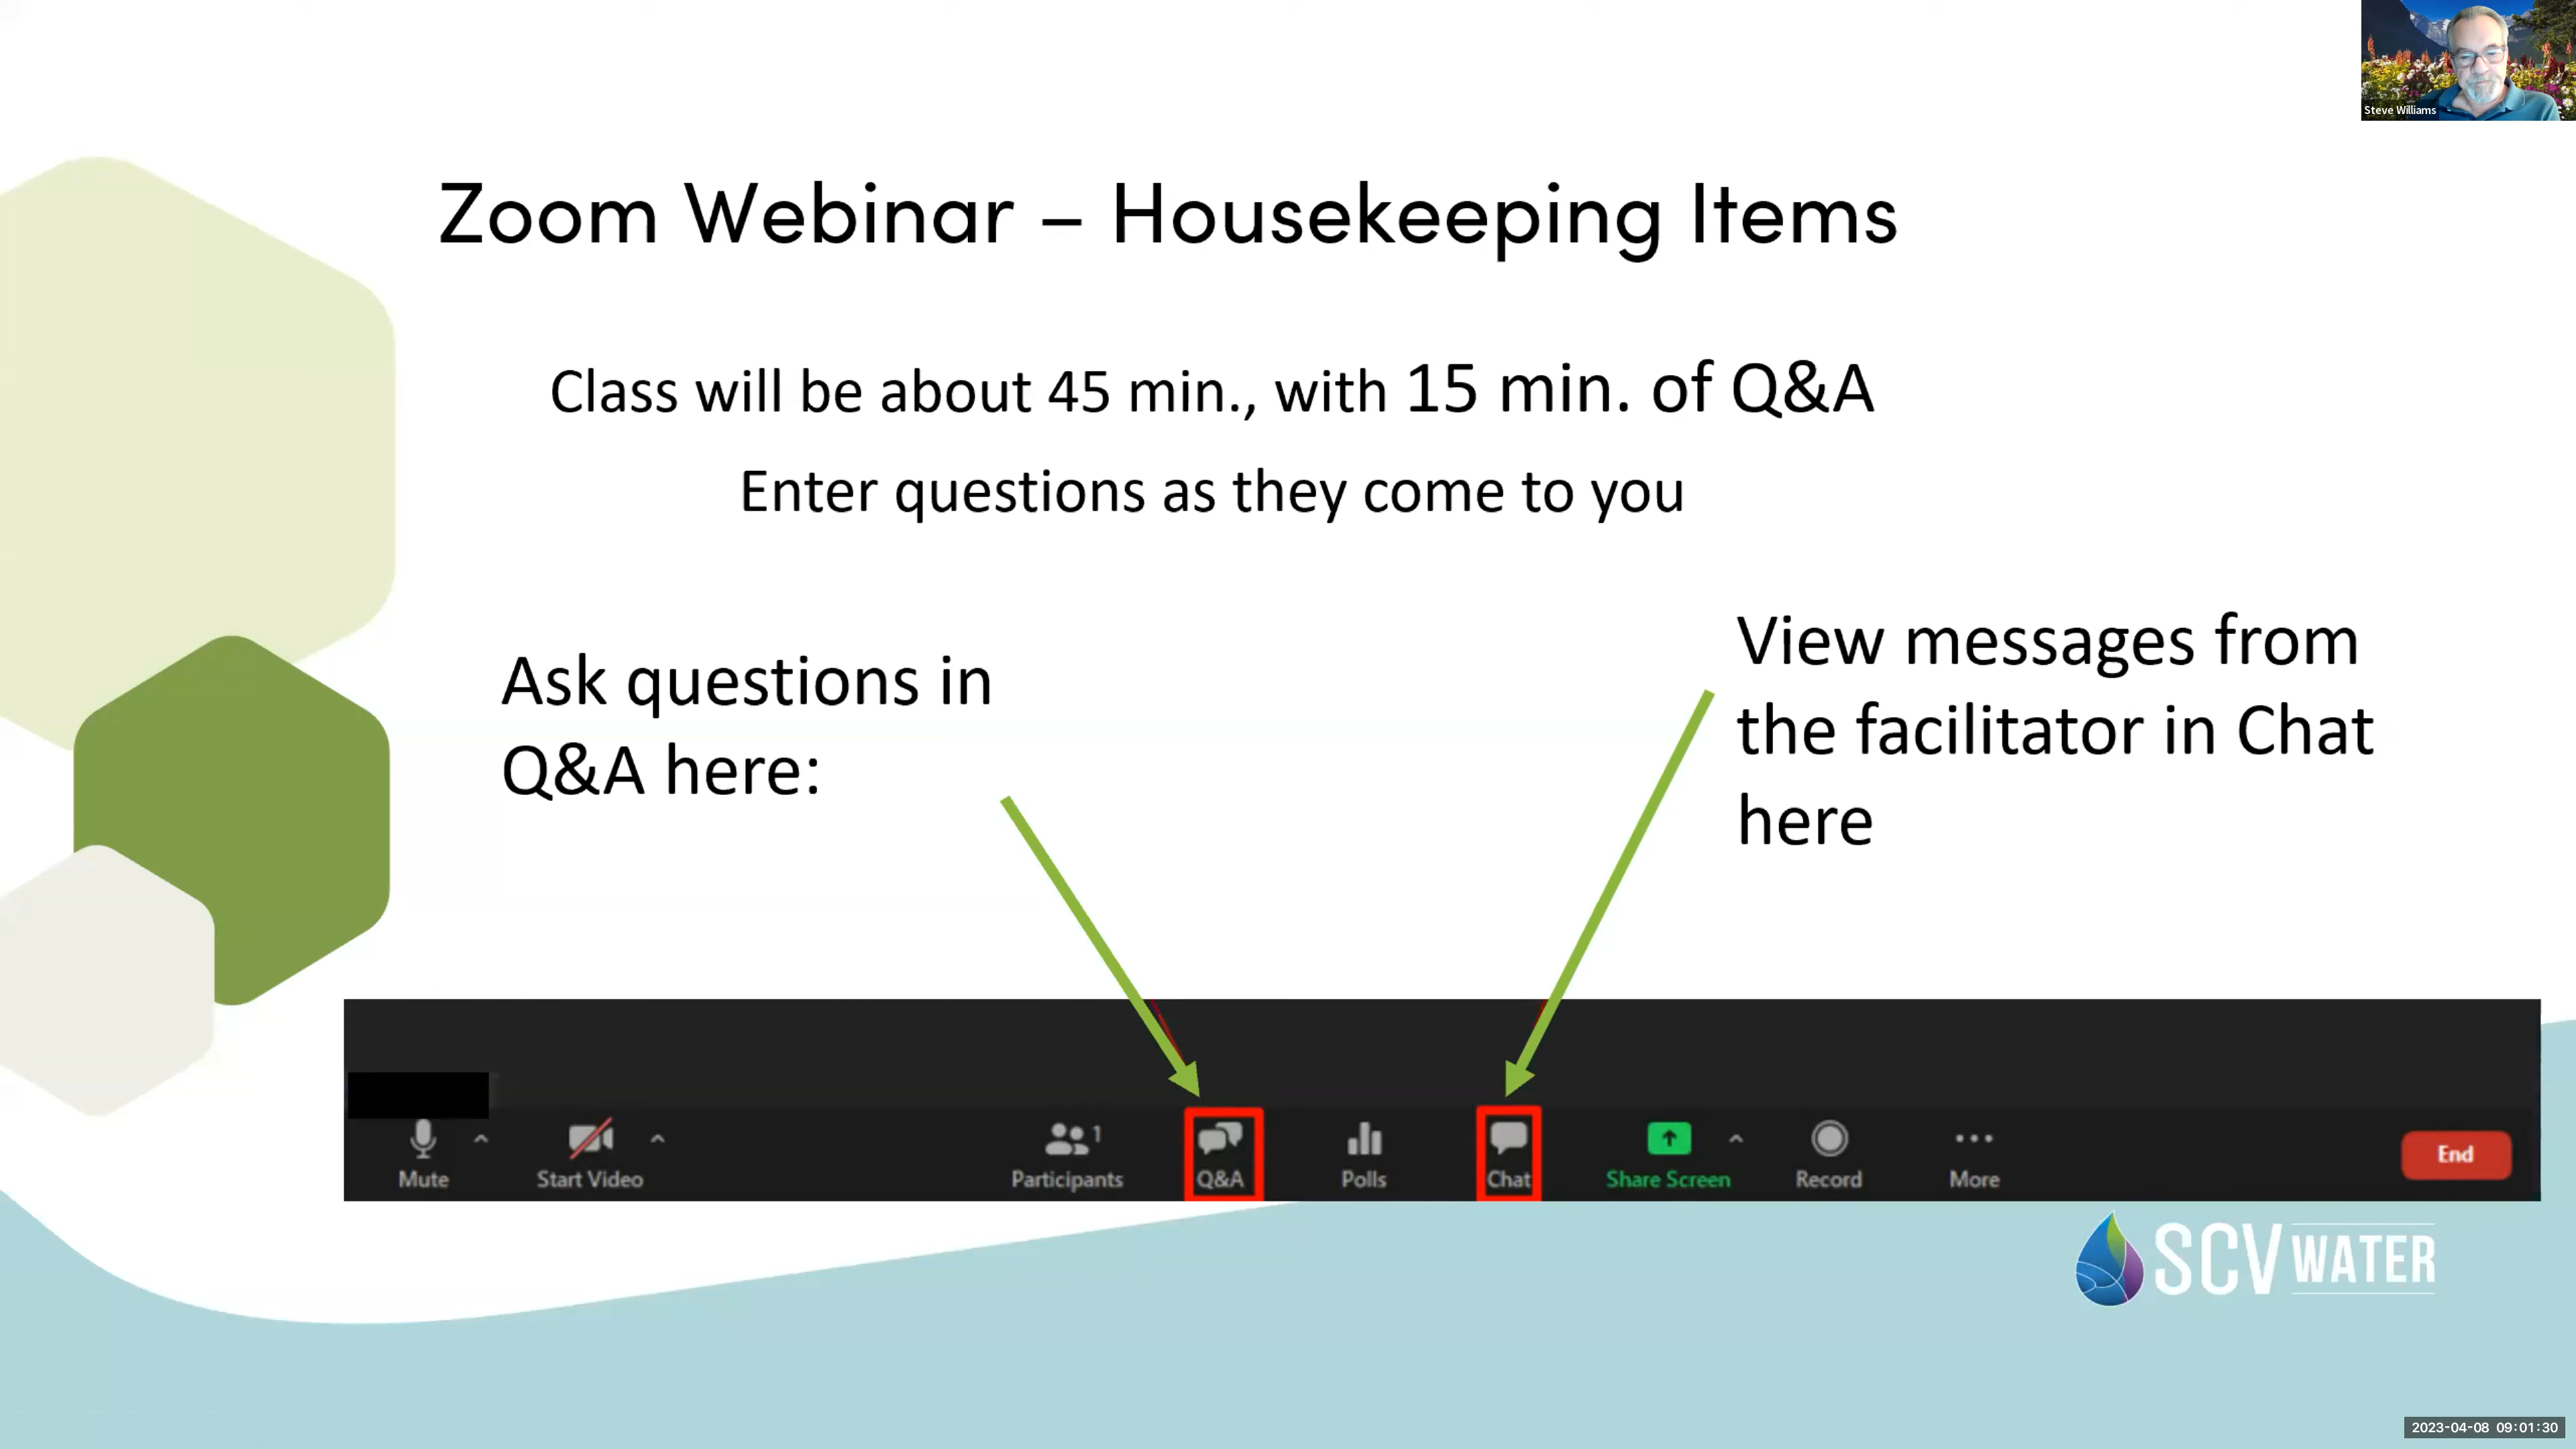 Steve Williams
Zoom Webinar – Housekeeping Items
Class will be about 45 min., with 15 min. of Q&A
Enter questions as they come to you
Ask questions in
Q&A here:
View messages from
the facilitator in Chat
here
Mute
Start Video
1
Participants
Q&A
Polls
Chat
Share Screen
Record
More
End
SCV WATER
2023-04-08 09:01:30